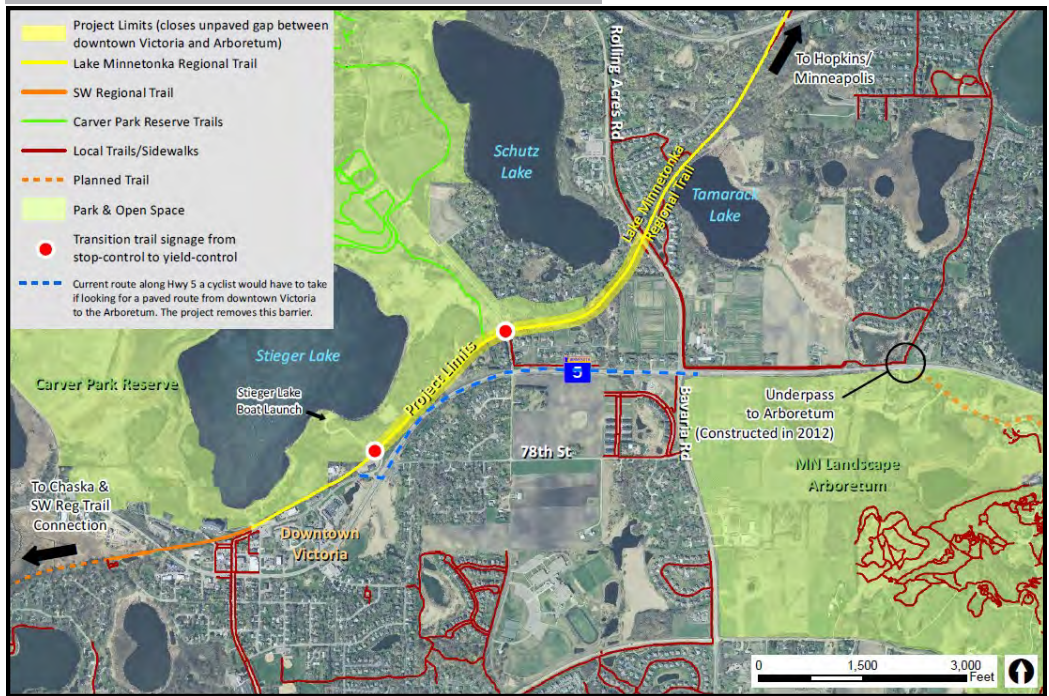 Project Limits (closes unpaved gap between
downtown Victoria and Arboretum)
Lake Minnetonka Regional Trail
SW Regional Trail
Carver Park Reserve Trails
Local Trails/Sidewalks
Planned Trail
Park & Open Space
Transition trail signage from
stop-control to yield-control
Current route along Hwy 5 a cyclist would have to take
if looking for a paved route from downtown Victoria
to the Arboretum. The project removes this barrier.
Rolling Acres Rd
To Hopkins/
Minneapolis
Schutz
Lake
Lake Minnetonka
Regional Trail
Tamarack
Lake
Stieger Lake
Project Limits
5
Carver Park Reserve
Stieger Lake
Boat Launch
Underpass
to Arboretum
(Constructed in 2012)
Bavaria Rd
78th St
MN Landscape
Arboretum
To Chaska &
SW Reg Trail
Connection
Downtown
Victoria
0 1,500 3,000
Feet